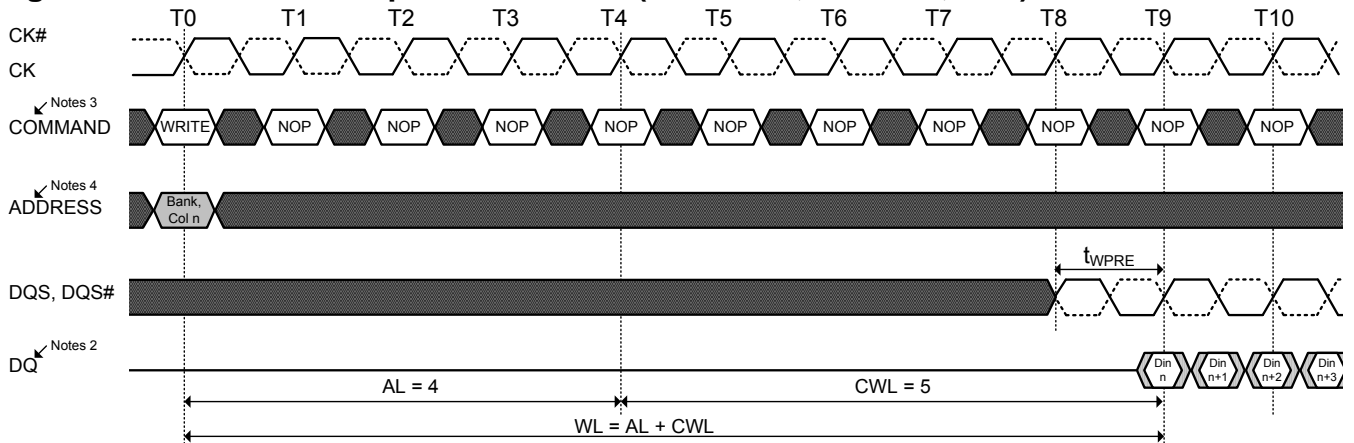 T0 T1 T2 T3 T4 T5 T6 T7 T8 T9 T10
CK#
CK
Notes 3
COMMAND WRITE NOP NOP NOP NOP NOP NOP NOP NOP NOP NOP
Notes 4
ADDRESS Bank, Col n
tWPRE
DQS, DQS#
Notes 2
DQ Din n Din n+1 Din n+2 Din n+3
AL = 4 CWL = 5
WL = AL + CWL